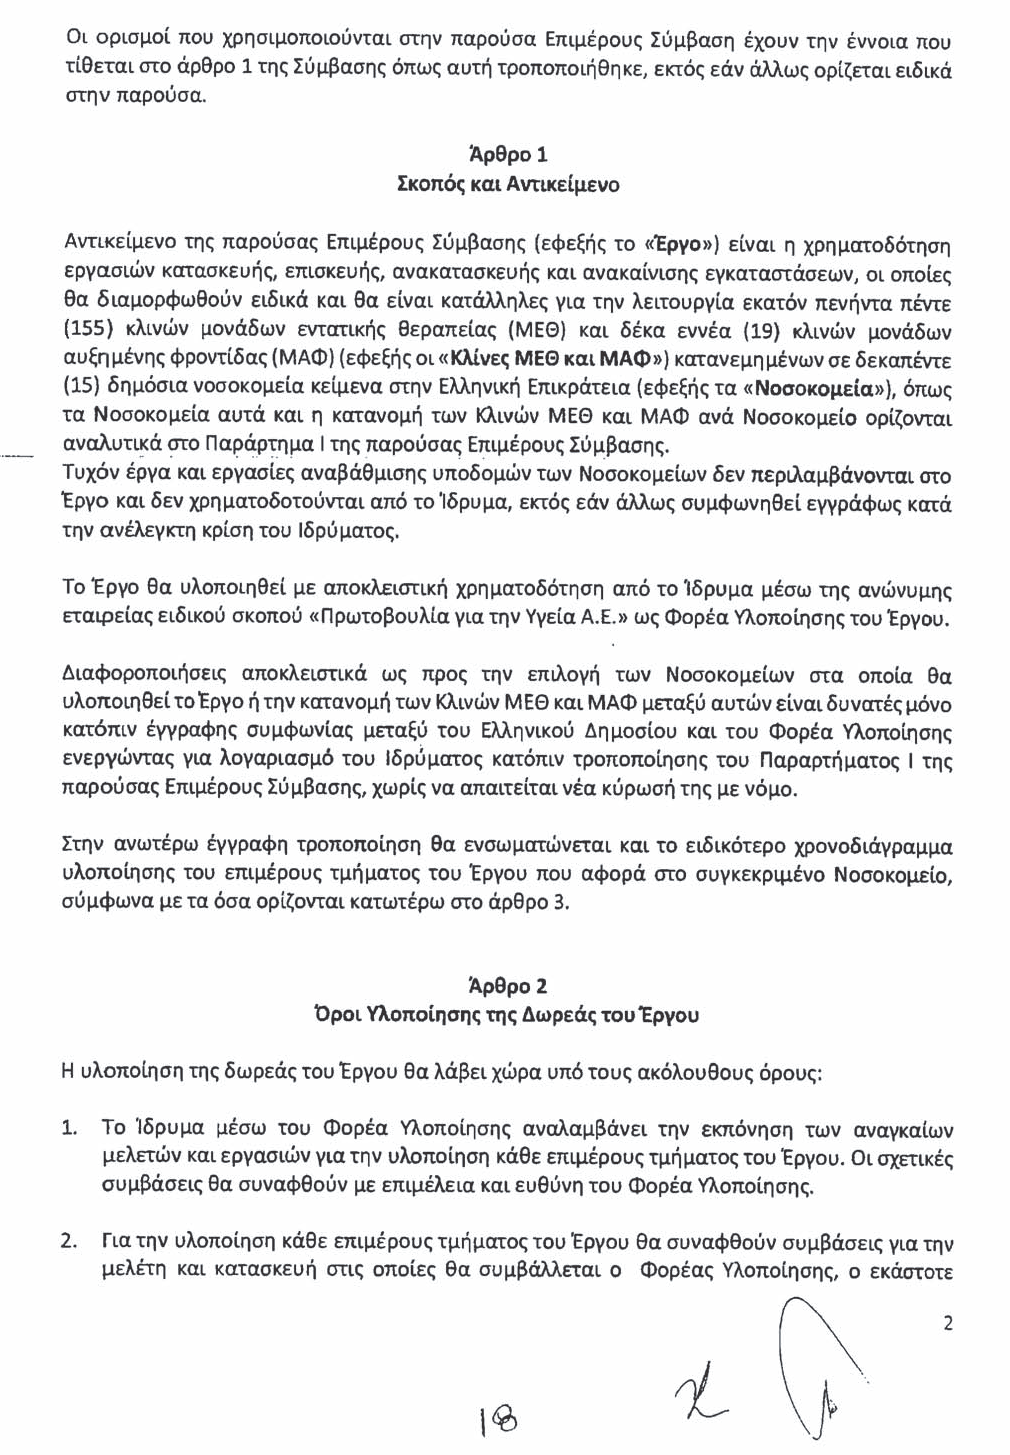 Οι ορισμοί που χρησιμοποιούνται στην παρούσα Επιμέρους Σύμβαση έχουν την έννοια που
τίθεται στο άρθρο 1 της Σύμβασης όπως αυτή τροποποιήθηκε, εκτός εάν άλλως ορίζεται ειδικά
στην παρούσα.
Άρθρο 1
Σκοπός και Αντικείμενο
Αντικείμενο της παρούσας Επιμέρους Σύμβασης (εφεξής το «Έργο») είναι η χρηματοδότηση
εργασιών κατασκευής, επισκευής, ανακατασκευής και ανακαίνισης εγκαταστάσεων, οι οποίες
θα διαμορφωθούν ειδικά και θα είναι κατάλληλες για την λειτουργία εκατόν πενήντα πέντε
(155) κλινών μονάδων εντατικής θεραπείας (ΜΕΘ) και δέκα εννέα (19) κλινών μονάδων
αυξημένης φροντίδας (ΜΑΦ) (εφεξής οι «Κλίνες ΜΕΘ και ΜΑΦ») κατανεμημένων σε δεκαπέντε
(15) δημόσια νοσοκομεία κείμενα στην Ελληνική Επικράτεια (εφεξής τα «Νοσοκομεία»), όπως
τα Νοσοκομεία αυτά και η κατανομή των Κλινών ΜΕΘ και ΜΑΦ ανά Νοσοκομείο ορίζονται
αναλυτικά στο Παράρτημα Ι της παρούσας Επιμέρους Σύμβασης.
Τυχόν έργα και εργασίες αναβάθμισης υποδομών των Νοσοκομείων δεν περιλαμβάνονται στο
Έργο και δεν χρηματοδοτούνται από το Ίδρυμα, εκτός εάν άλλως συμφωνηθεί εγγράφως κατά
την ανέλεγκτη κρίση του Ιδρύματος.
Το Έργο θα υλοποιηθεί με αποκλειστική χρηματοδότηση από το Ίδρυμα μέσω της ανώνυμης
εταιρείας ειδικού σκοπού «Πρωτοβουλία για την Υγεία Α.Ε.» ως Φορέα Υλοποίησης του Έργου.
Διαφοροποιήσεις αποκλειστικά ως προς την επιλογή των Νοσοκομείων στα οποία θα
υλοποιηθεί το Έργο ή την κατανομή των Κλινών ΜΕΘ και ΜΑΦ μεταξύ αυτών είναι δυνατές μόνο
κατόπιν έγγραφης συμφωνίας μεταξύ του Ελληνικού Δημοσίου και του Φορέα Υλοποίησης
ενεργώντας για λογαριασμό του Ιδρύματος κατόπιν τροποποίησης του Παραρτήματος Ι της
παρούσας Επιμέρους Σύμβασης, χωρίς να απαιτείται νέα κύρωσή της με νόμο.
Στην ανωτέρω έγγραφη τροποποίηση θα ενσωματώνεται και το ειδικότερο χρονοδιάγραμμα
υλοποίησης του επιμέρους τμήματος του Έργου που αφορά στο συγκεκριμένο Νοσοκομείο,
σύμφωνα με τα όσα ορίζονται κατωτέρω στο άρθρο 3.
Άρθρο 2
Όροι Υλοποίησης της Δωρεάς του Έργου
Η υλοποίηση της δωρεάς του Έργου θα λάβει χώρα υπό τους ακόλουθους όρους:
1. Το Ίδρυμα μέσω του Φορέα Υλοποίησης αναλαμβάνει την εκπόνηση των αναγκαίων
μελετών και εργασιών για την υλοποίηση κάθε επιμέρους τμήματος του Έργου. Οι σχετικές
συμβάσεις θα συναφθούν με επιμέλεια και ευθύνη του Φορέα Υλοποίησης.
2. Για την υλοποίηση κάθε επιμέρους τμήματος του Έργου θα συναφθούν συμβάσεις για την
μελέτη και κατασκευή στις οποίες θα συμβάλλεται ο Φορέας Υλοποίησης, ο εκάστοτε
2
18